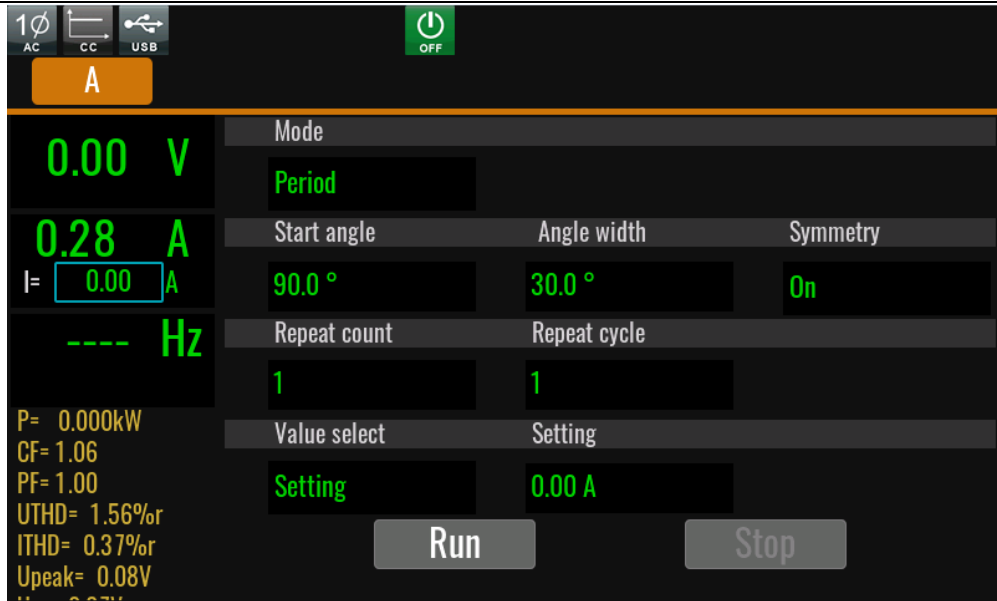 1Ø AC CC USB OFF
A
0.00 V
0.28 A
I= 0.00 A
---- Hz
P= 0.000kW
CF= 1.06
PF= 1.00
UTHD= 1.56%r
ITHD= 0.37%r
Upeak= 0.08V
Mode
Period
Start angle Angle width Symmetry
90.0 ° 30.0 ° On
Repeat count Repeat cycle
1 1
Value select Setting
Setting 0.00 A
Run Stop